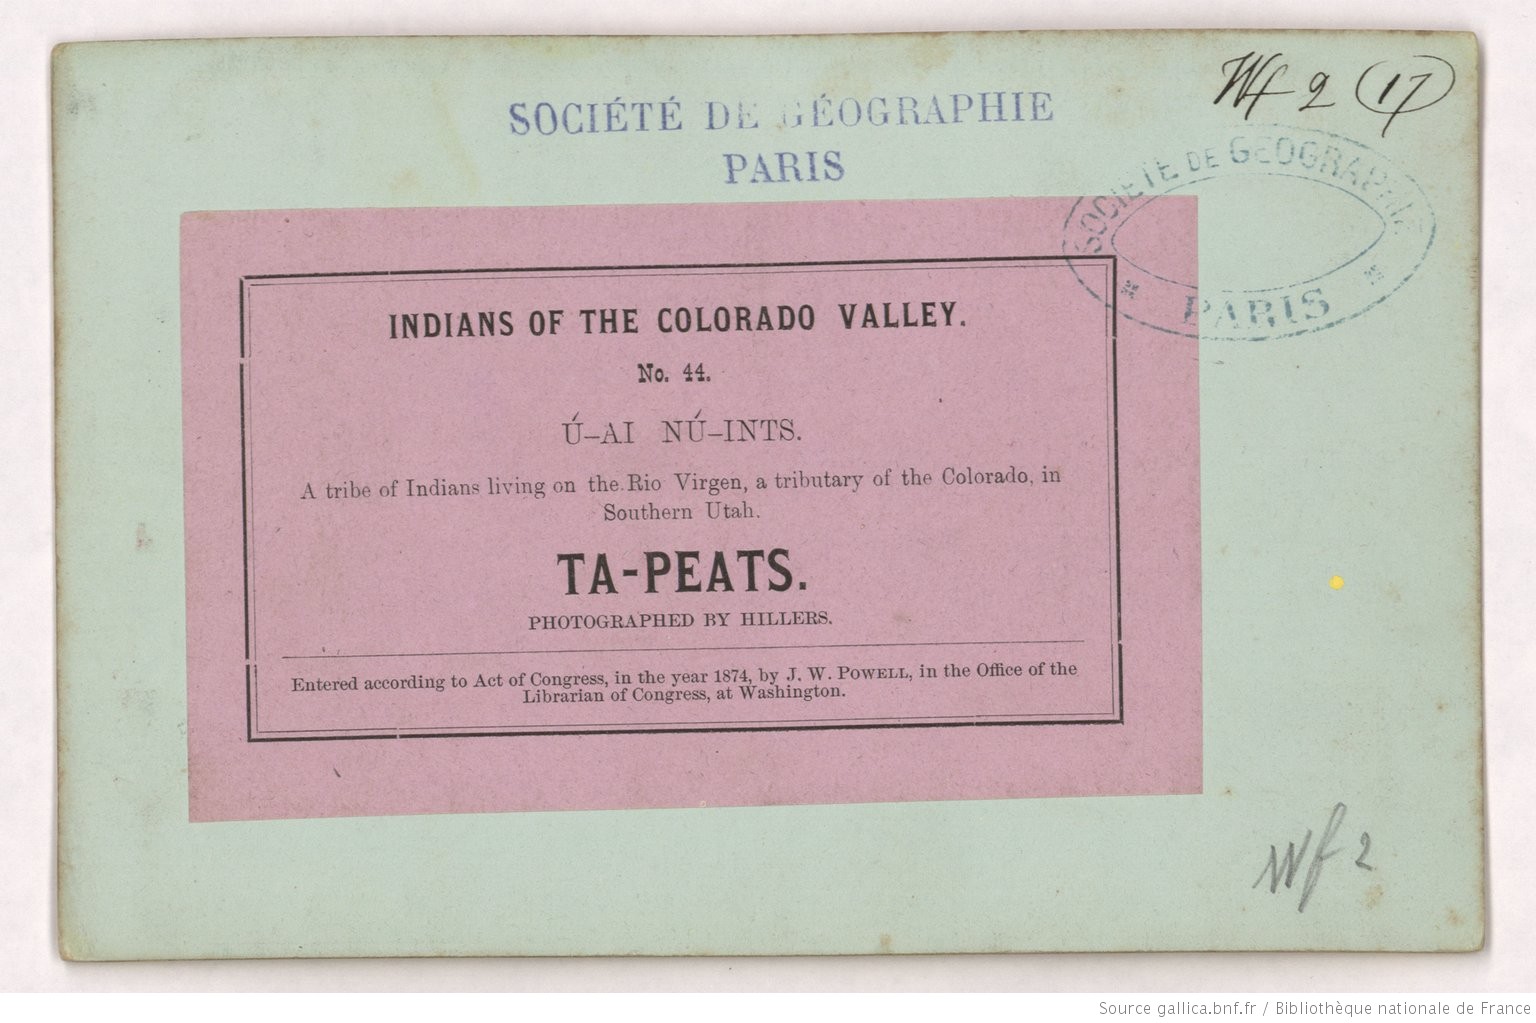 Wf 2 (17)
SOCIÉTÉ DE GÉOGRAPHIE
PARIS
SOCIÉTÉ DE GÉOGRAPHIE
PARIS
INDIANS OF THE COLORADO VALLEY.
No. 44.
Ú–AI NÚ–INTS.
A tribe of Indians living on the Rio Virgen, a tributary of the Colorado, in
Southern Utah.
TA-PEATS.
PHOTOGRAPHED BY HILLERS.
Entered according to Act of Congress, in the year 1874, by J. W. POWELL, in the Office of the
Librarian of Congress, at Washington.
Wf 2
Source gallica.bnf.fr / Bibliothèque nationale de France